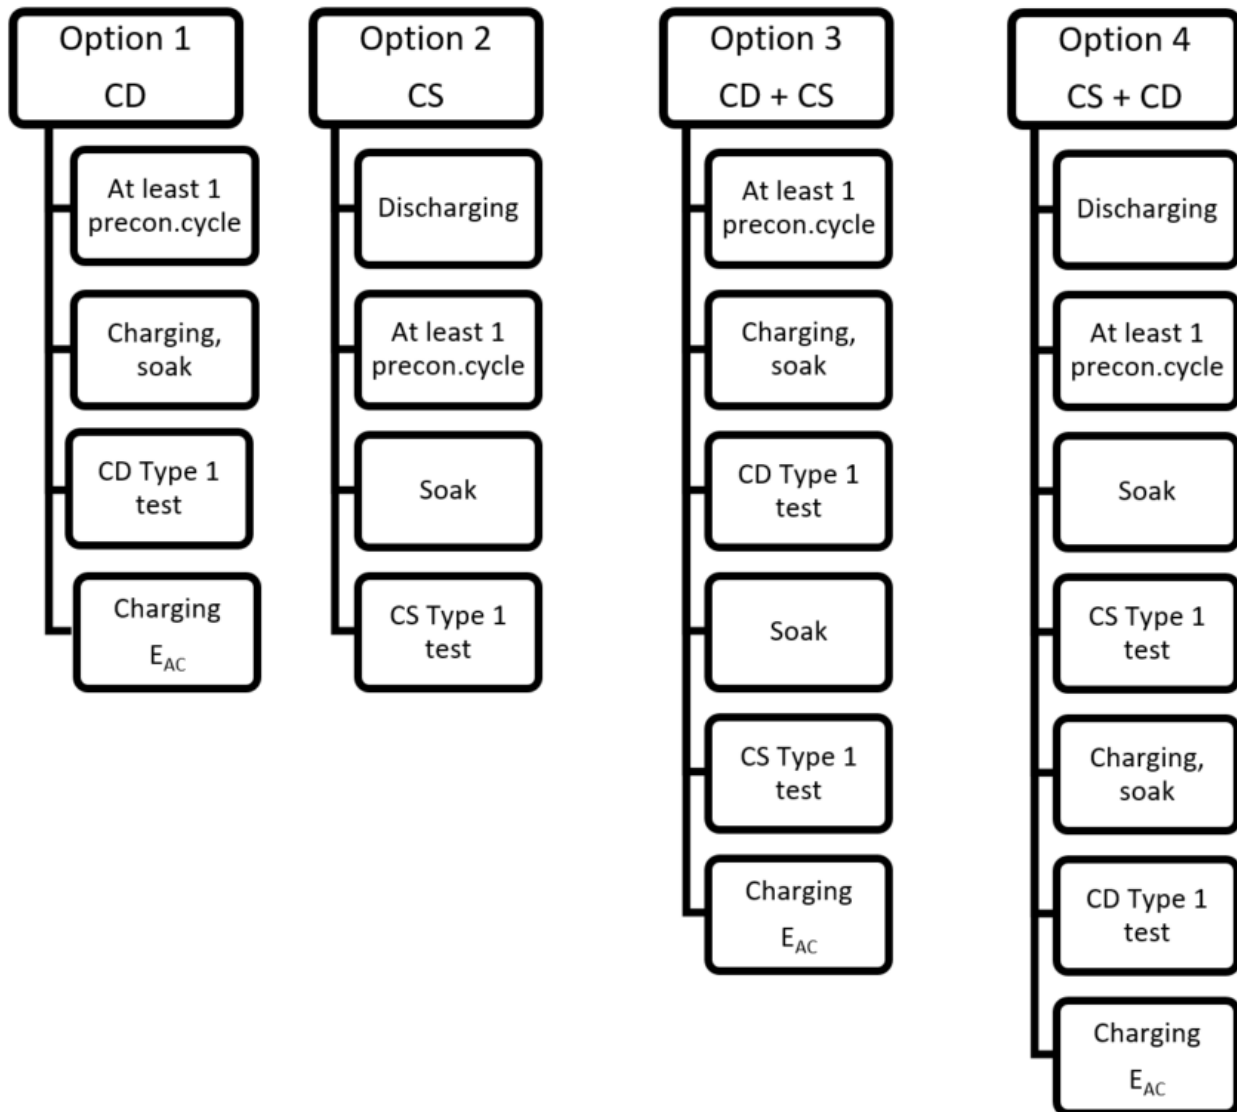 Option 1
CD
At least 1
precon.cycle
Charging,
soak
CD Type 1
test
Charging
E_AC
Option 2
CS
Discharging
At least 1
precon.cycle
Soak
CS Type 1
test
Option 3
CD + CS
At least 1
precon.cycle
Charging,
soak
CD Type 1
test
Soak
CS Type 1
test
Charging
E_AC
Option 4
CS + CD
Discharging
At least 1
precon.cycle
Soak
CS Type 1
test
Charging,
soak
CD Type 1
test
Charging
E_AC